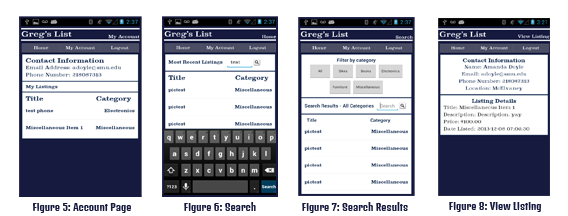 2:37
Greg's List
My Account
Home My Account Logout
Contact Information
Email Address: adoyle@smu.edu
Phone Number: 218067313
My Listings
Title Category
test phone Electronics
Miscellaneous Item 1 Miscellaneous
Figure 5: Account Page
2:37
Greg's List
Home
Home My Account Logout
Most Recent Listings test
Title Category
pictest Miscellaneous
pictest Miscellaneous
pictest Miscellaneous
q w e r t y u i o p
a s d f g h j k l
z x c v b n m
?123 . Search
Figure 6: Search
2:37
Greg's List
Search
Home My Account Logout
Filter by category
All Bikes Books Electronics
Furniture Miscellaneous
Search Results - All Categories Search
Title Category
pictest Miscellaneous
pictest Miscellaneous
pictest Miscellaneous
pictest Miscellaneous
Figure 7: Search Results
Greg's List
View Listing
Home My Account Logout
Contact Information
Name: Amanda Doyle
Email: adoyle@smu.edu
Phone Number: 218067313
Location: McElvaney
Listing Details
Title: Miscellaneous Item 1
Description: Description, yay
Price: $100.00
Date Listed: 2013-12-08
Figure 8: View Listing